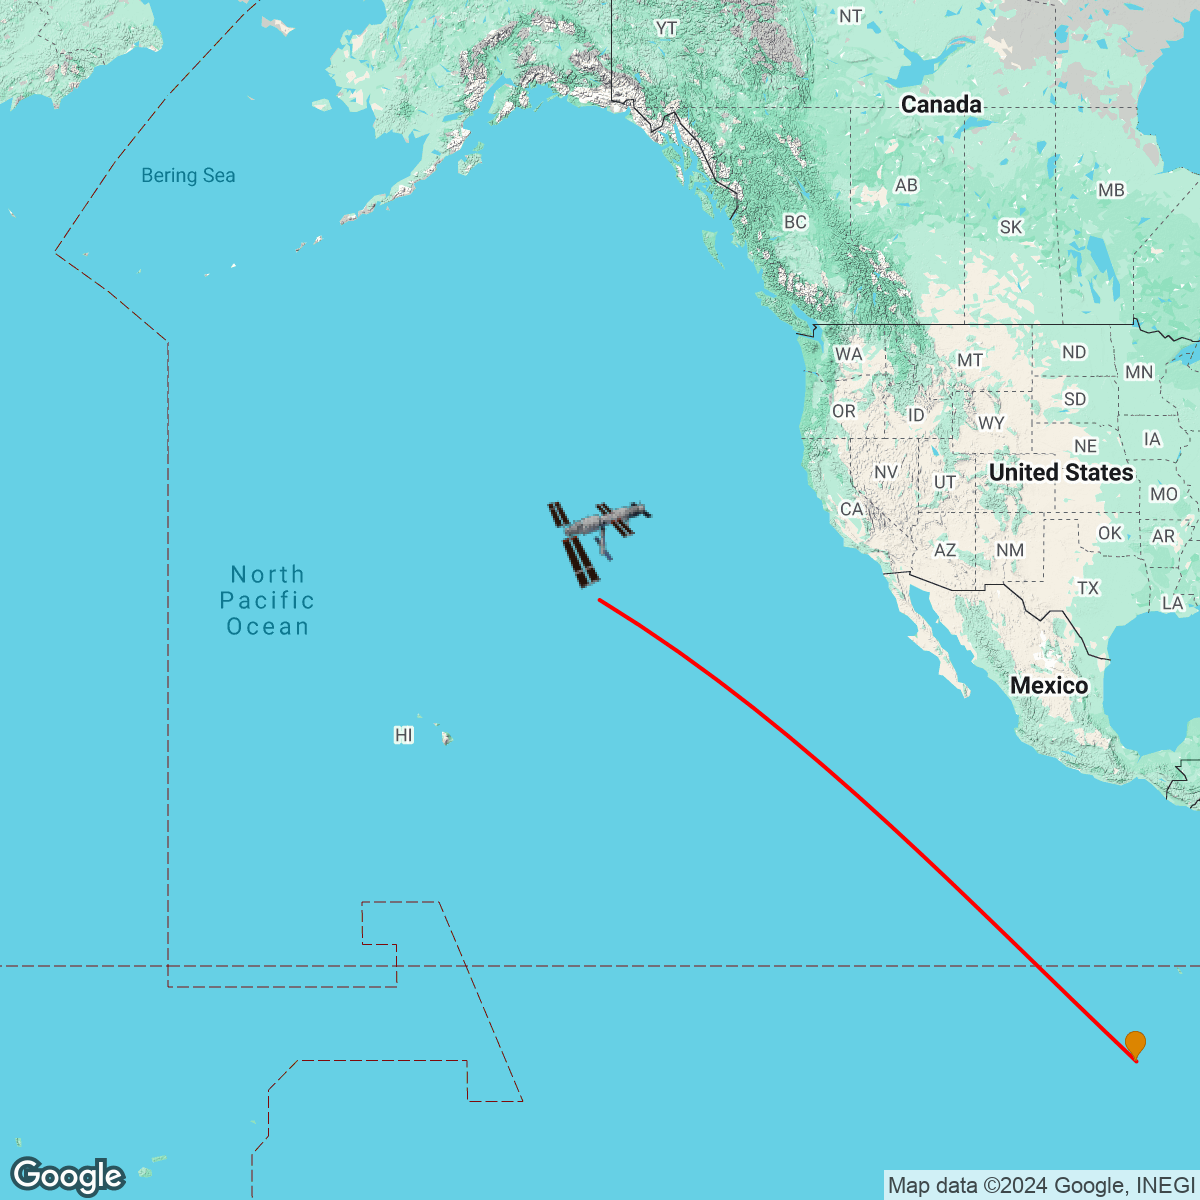 YT
NT
Canada
Bering Sea
AB
MB
BC
SK
WA
MT
ND
MN
OR
ID
WY
SD
NE
IA
NV
UT
United States
MO
CA
AZ
NM
OK
AR
TX
LA
North
Pacific
Ocean
Mexico
HI
Google
Map data ©2024 Google, INEGI